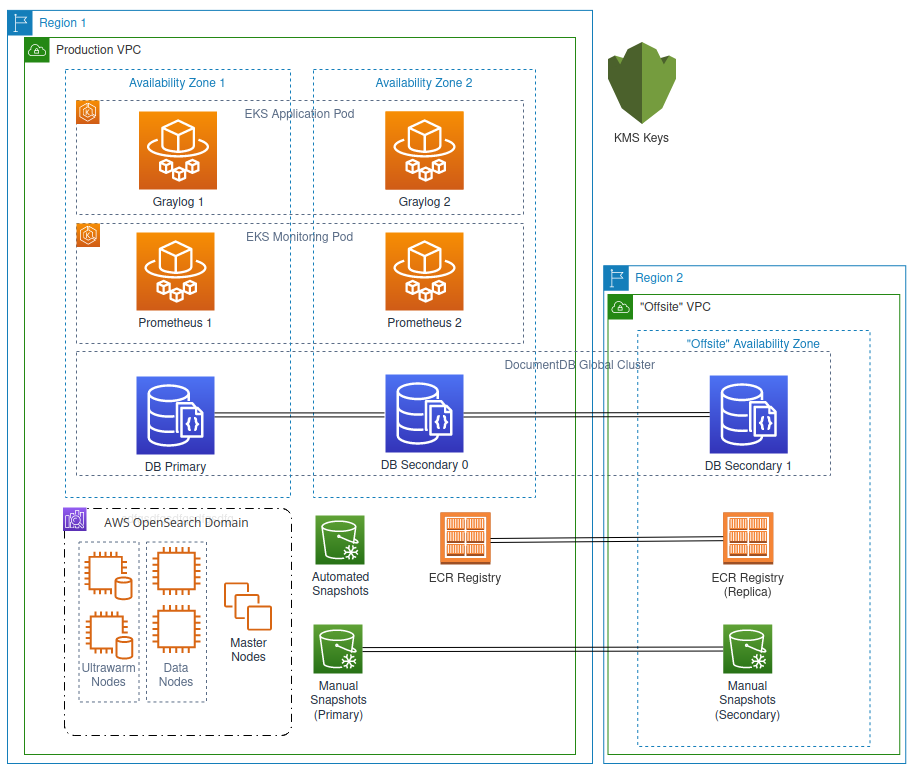 Region 1
Production VPC
Availability Zone 1
Availability Zone 2
EKS Application Pod
Graylog 1
Graylog 2
EKS Monitoring Pod
Prometheus 1
Prometheus 2
DocumentDB Global Cluster
DB Primary
DB Secondary 0
DB Secondary 1
AWS OpenSearch Domain
Ultrawarm
Nodes
Data
Nodes
Master
Nodes
Automated
Snapshots
ECR Registry
Manual
Snapshots
(Primary)
KMS Keys
Region 2
"Offsite" VPC
"Offsite" Availability Zone
ECR Registry
(Replica)
Manual
Snapshots
(Secondary)